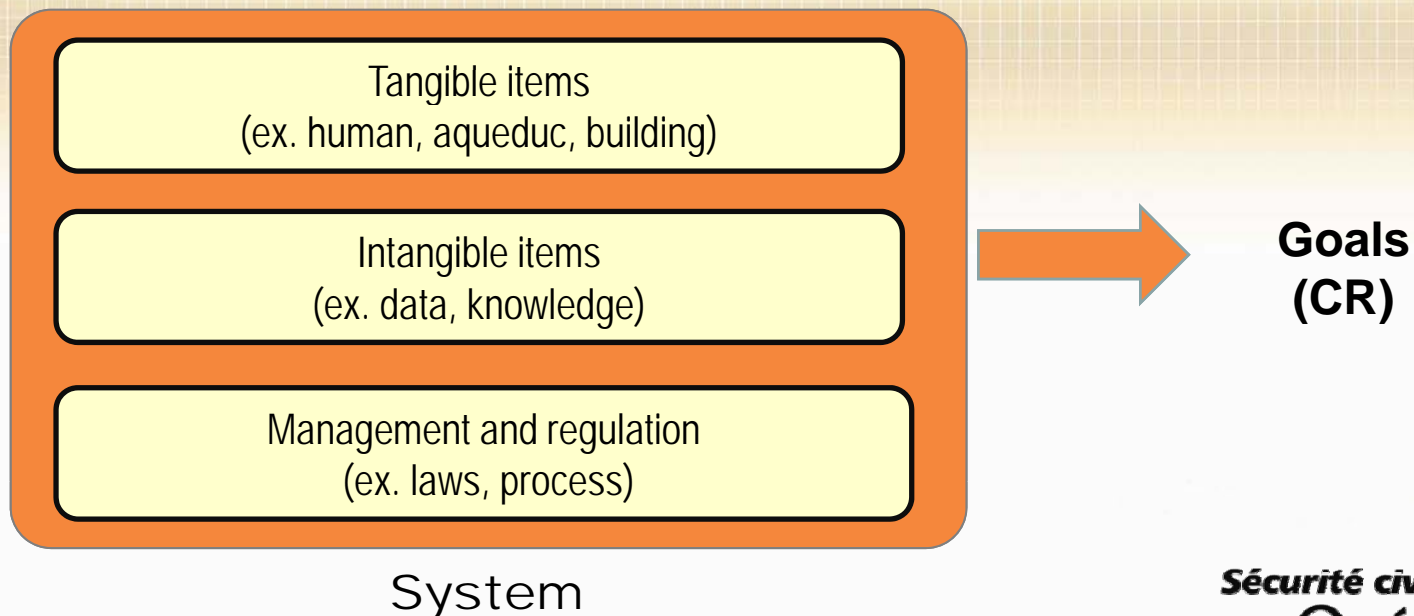 Tangible items
(ex. human, aqueduc, building)
Intangible items
(ex. data, knowledge)
Management and regulation
(ex. laws, process)
Goals
(CR)
System
Sécurité